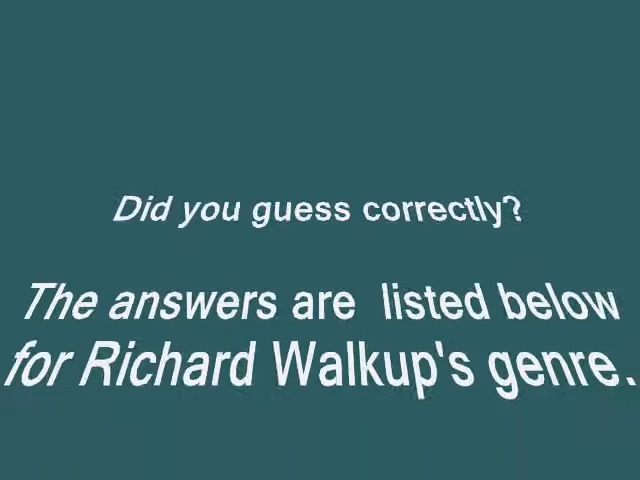 Did you guess correctly?
The answers are  listed below
for Richard Walkup's genre.